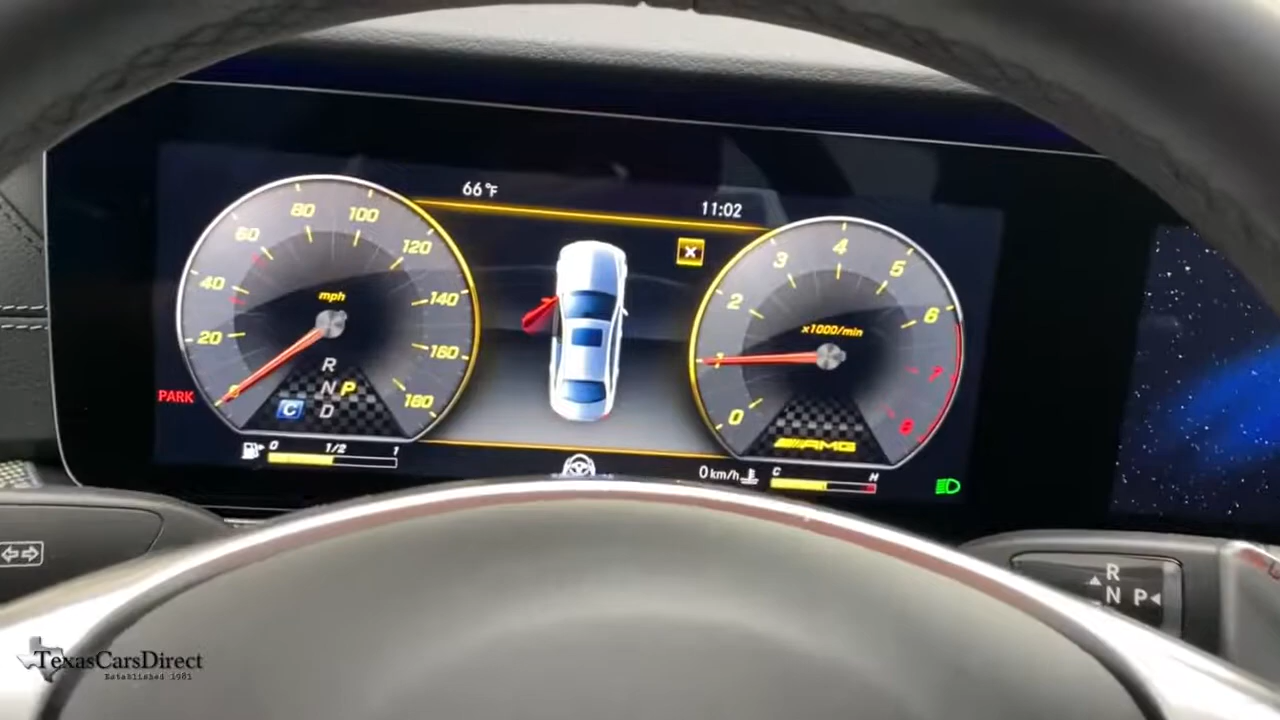 66°F
11:02
20
40
60
80
100
120
140
160
180
mph
0
R
N P
C
D
PARK
0 1/2 1
0
1
2
3
4
5
6
7
8
x1000/min
AMG
0 km/h
C H
R
N P
TexasCarsDirect
Established 1981